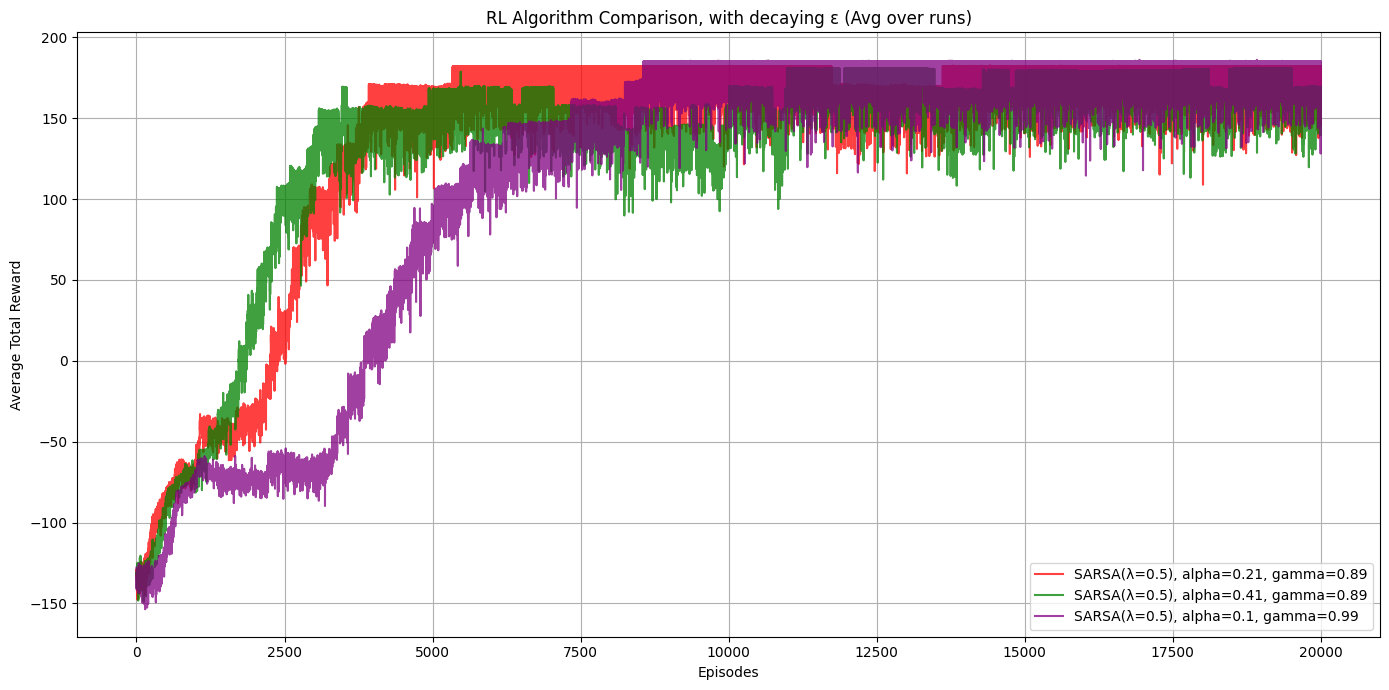 RL Algorithm Comparison, with decaying ε (Avg over runs)
Average Total Reward
200
150
100
50
0
−50
−100
−150
0 2500 5000 7500 10000 12500 15000 17500 20000
Episodes
SARSA(λ=0.5), alpha=0.21, gamma=0.89
SARSA(λ=0.5), alpha=0.41, gamma=0.89
SARSA(λ=0.5), alpha=0.1, gamma=0.99